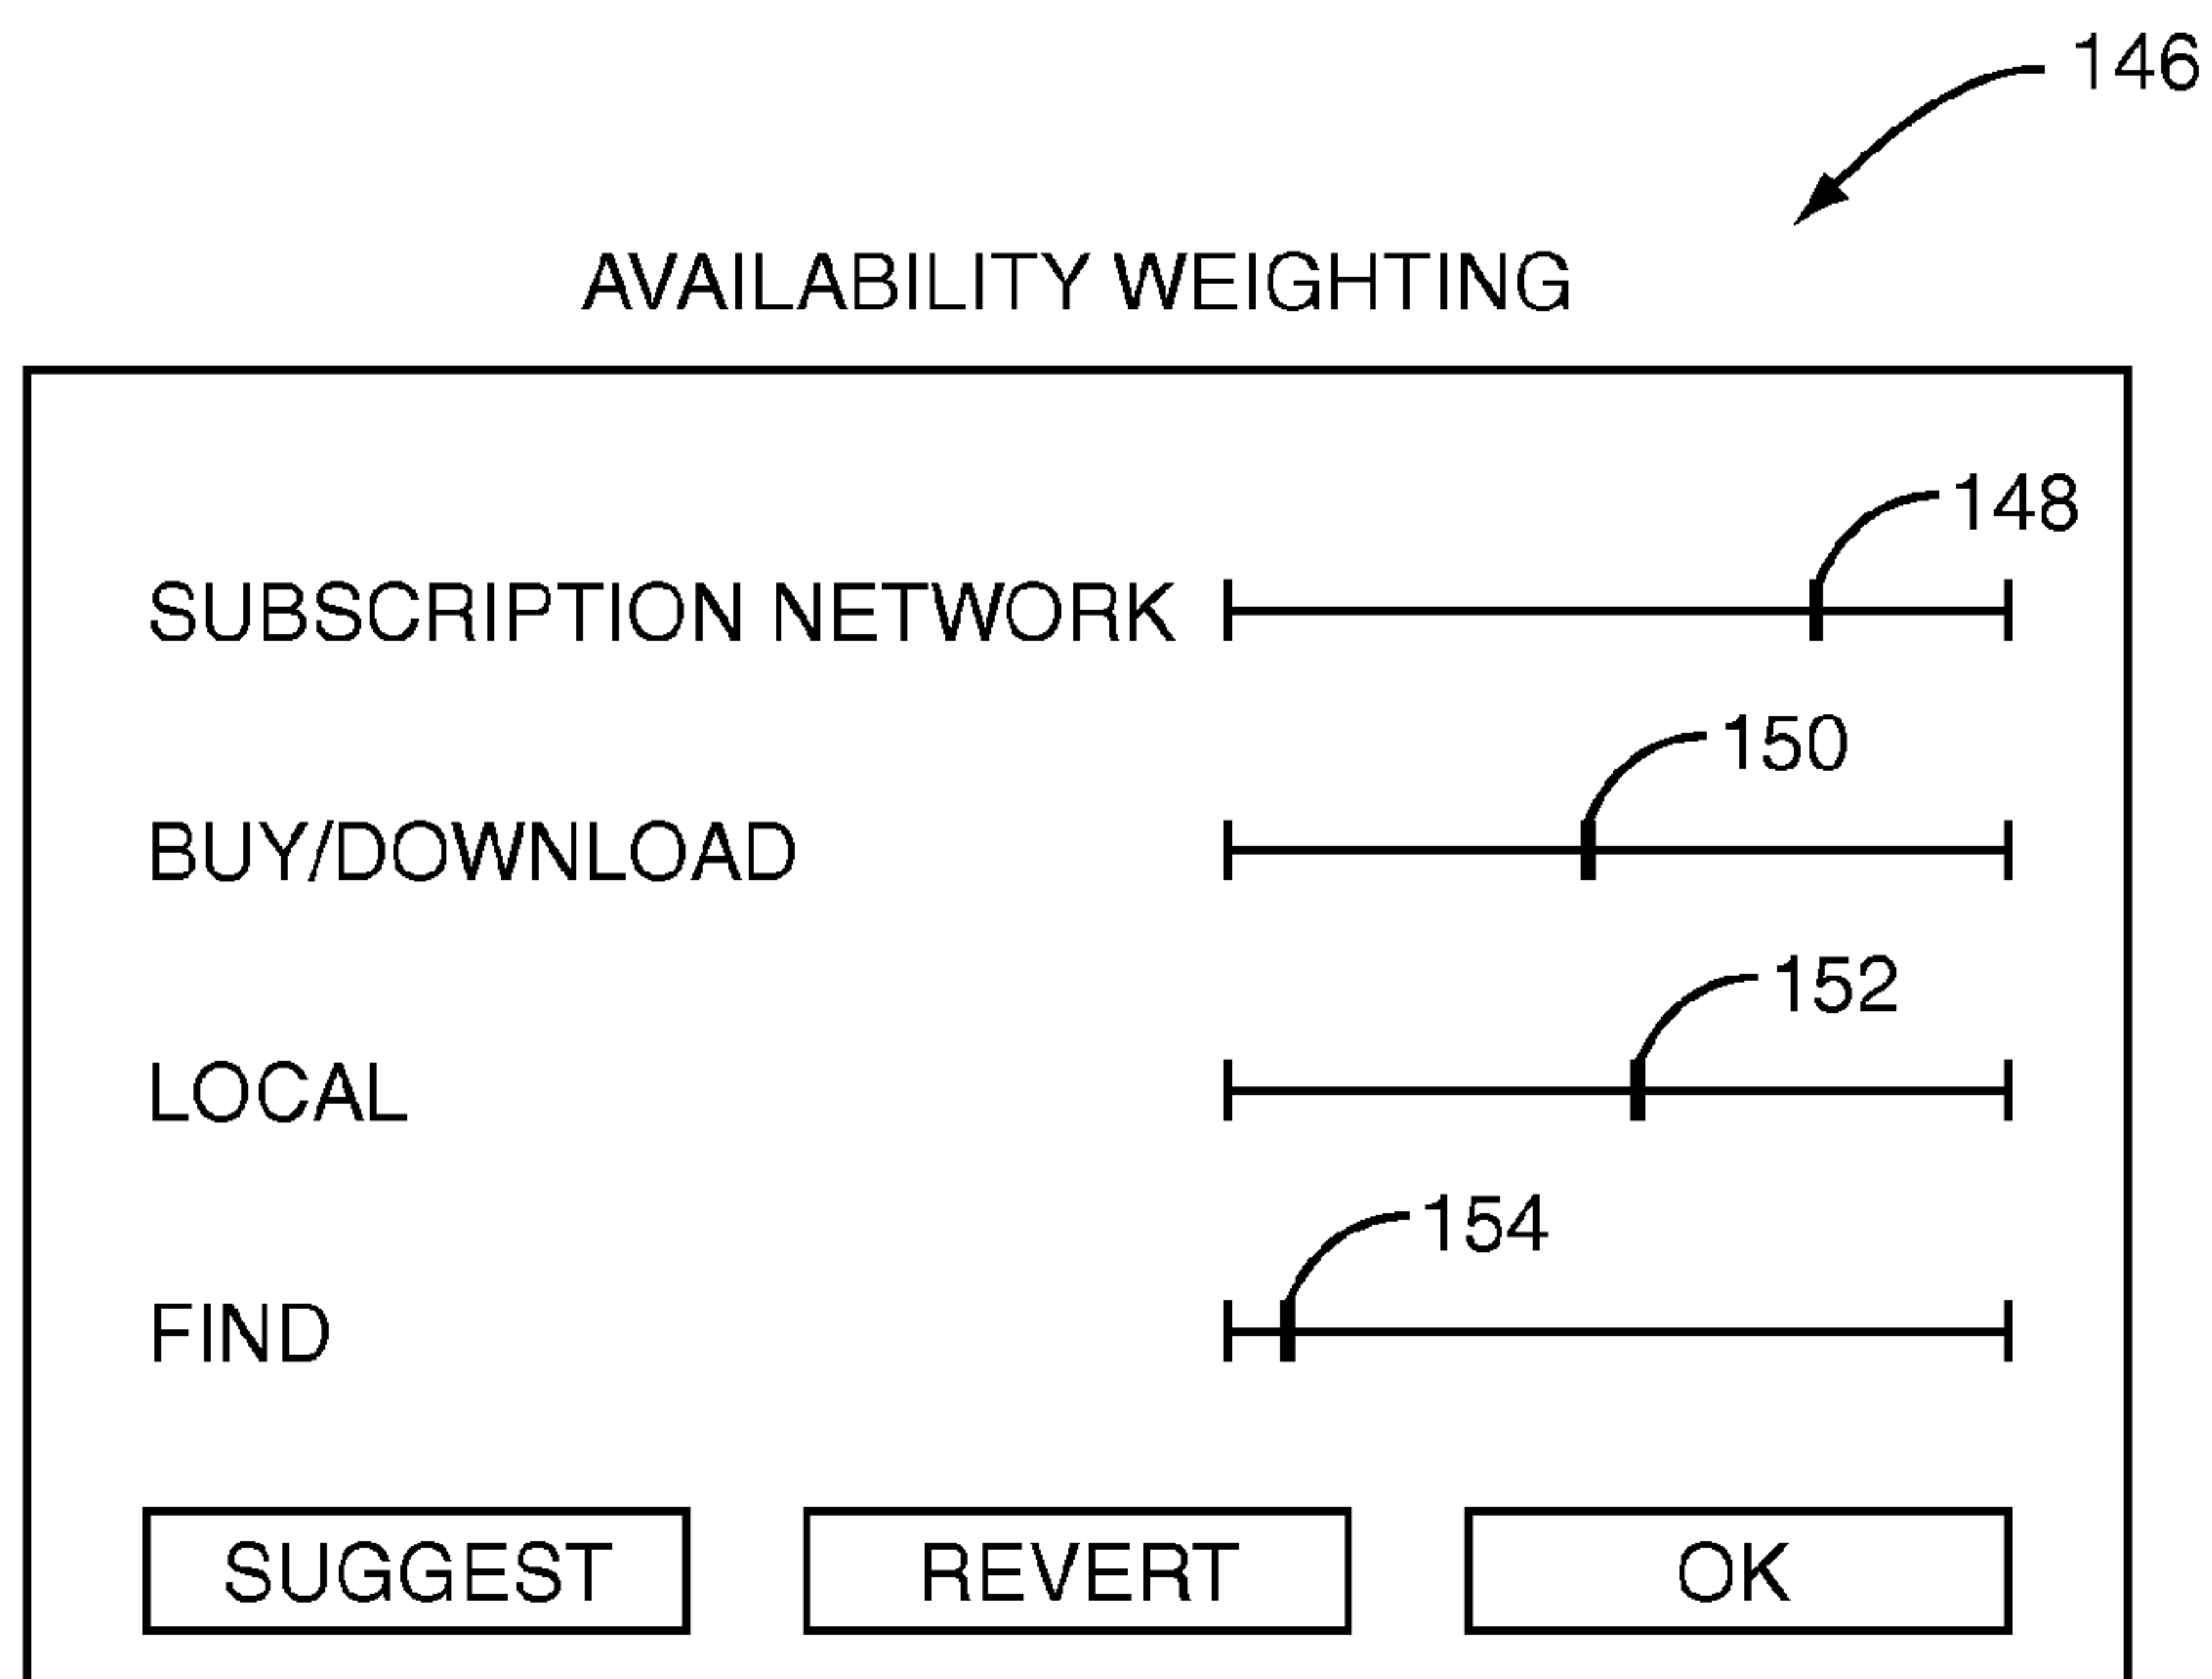 146
AVAILABILITY WEIGHTING
148
SUBSCRIPTION NETWORK
150
BUY/DOWNLOAD
152
LOCAL
154
FIND
SUGGEST REVERT OK